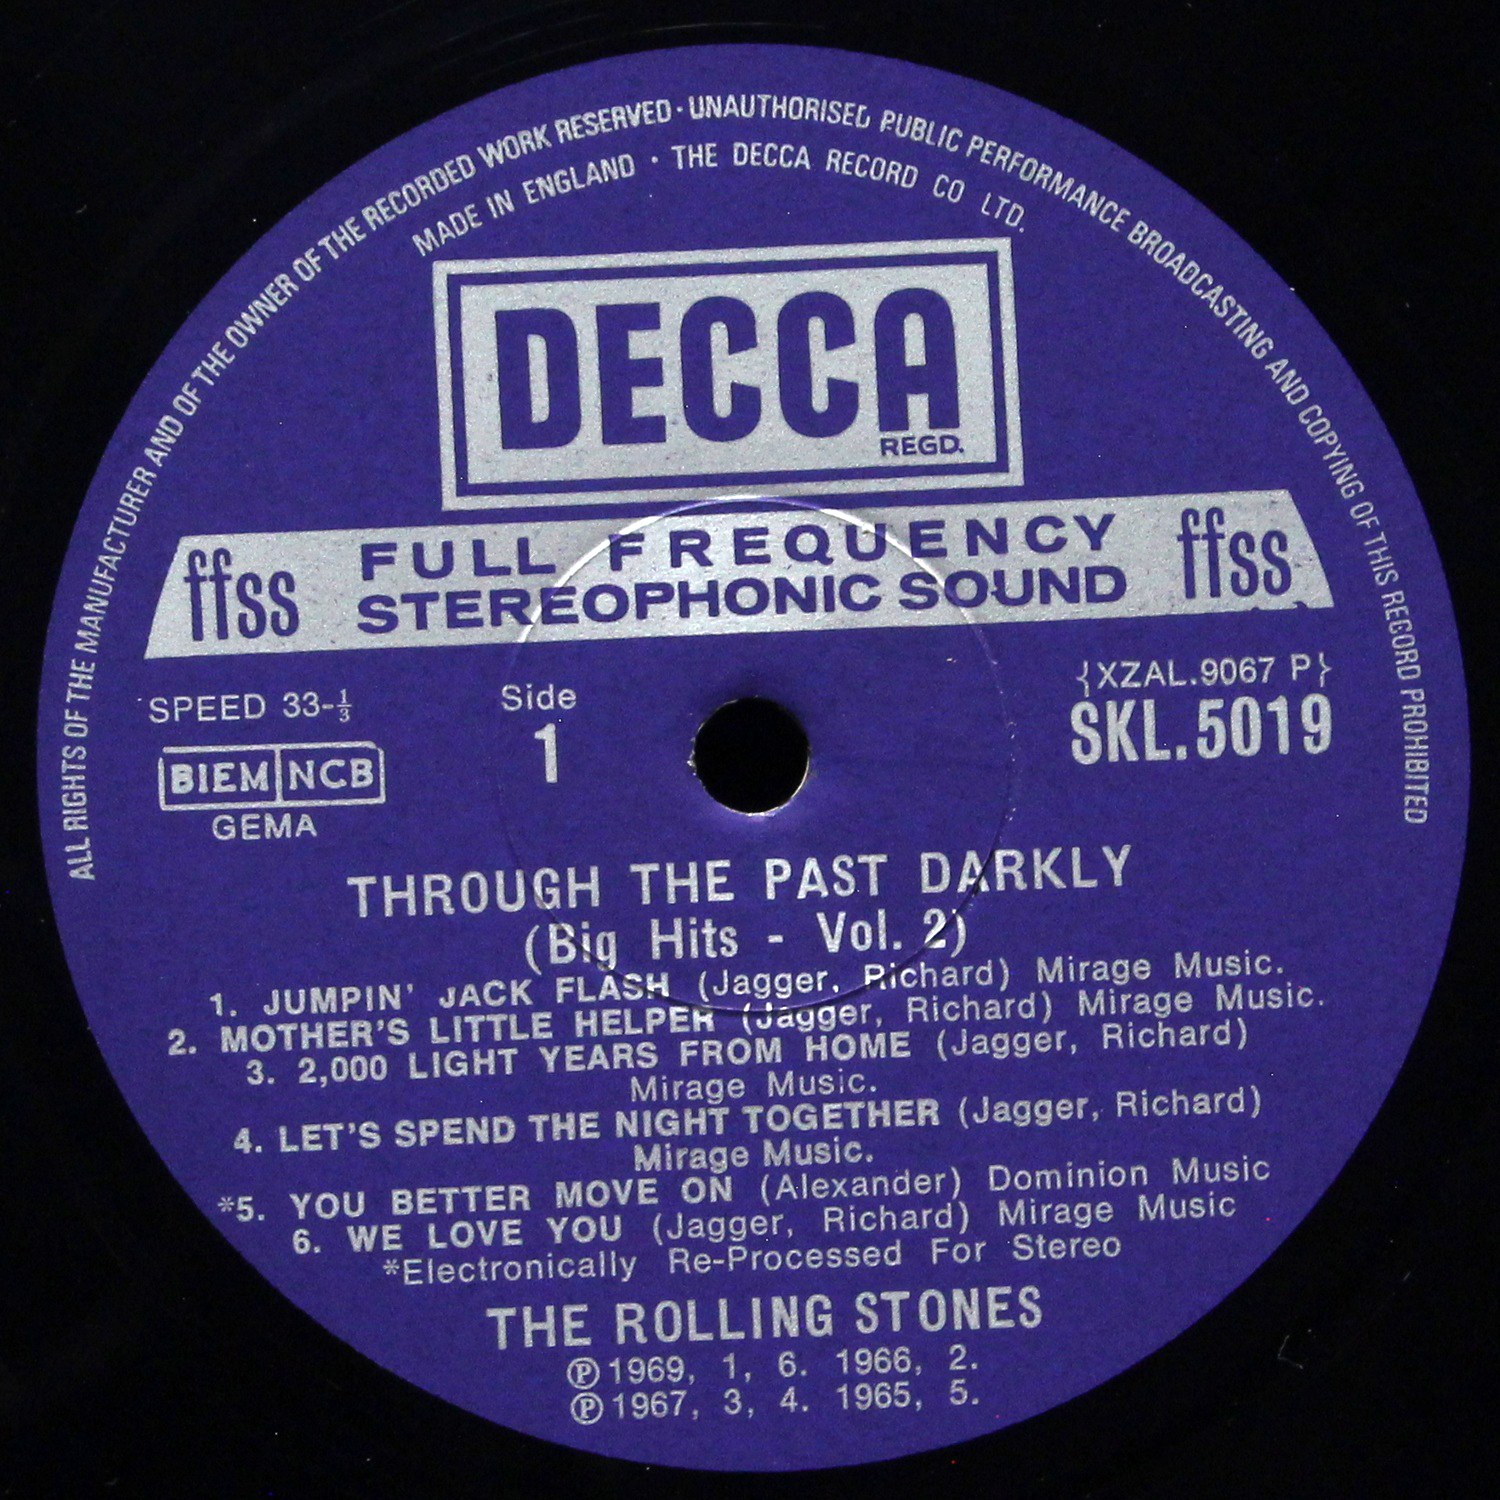 ALL RIGHTS OF THE MANUFACTURER AND OF THE OWNER OF THE RECORDED WORK RESERVED · UNAUTHORISED PUBLIC PERFORMANCE BROADCASTING AND COPYING OF THIS RECORD PROHIBITED
MADE IN ENGLAND · THE DECCA RECORD CO LTD.
DECCA
REGD.
ffss FULL FREQUENCY ffss
STEREOPHONIC SOUND
SPEED 33-⅓
Side
1
{XZAL.9067 P}
SKL.5019
BIEM NCB
GEMA
THROUGH THE PAST DARKLY
(Big Hits - Vol. 2)
1. JUMPIN' JACK FLASH (Jagger, Richard) Mirage Music.
2. MOTHER'S LITTLE HELPER (Jagger, Richard) Mirage Music.
3. 2,000 LIGHT YEARS FROM HOME (Jagger, Richard)
Mirage Music.
4. LET'S SPEND THE NIGHT TOGETHER (Jagger, Richard)
Mirage Music.
*5. YOU BETTER MOVE ON (Alexander) Dominion Music
6. WE LOVE YOU (Jagger, Richard) Mirage Music
*Electronically Re-Processed For Stereo
THE ROLLING STONES
℗ 1969, 1, 6. 1966, 2.
℗ 1967, 3, 4. 1965, 5.